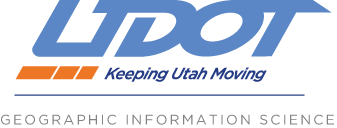 UDOT
Keeping Utah Moving
GEOGRAPHIC INFORMATION SCIENCE